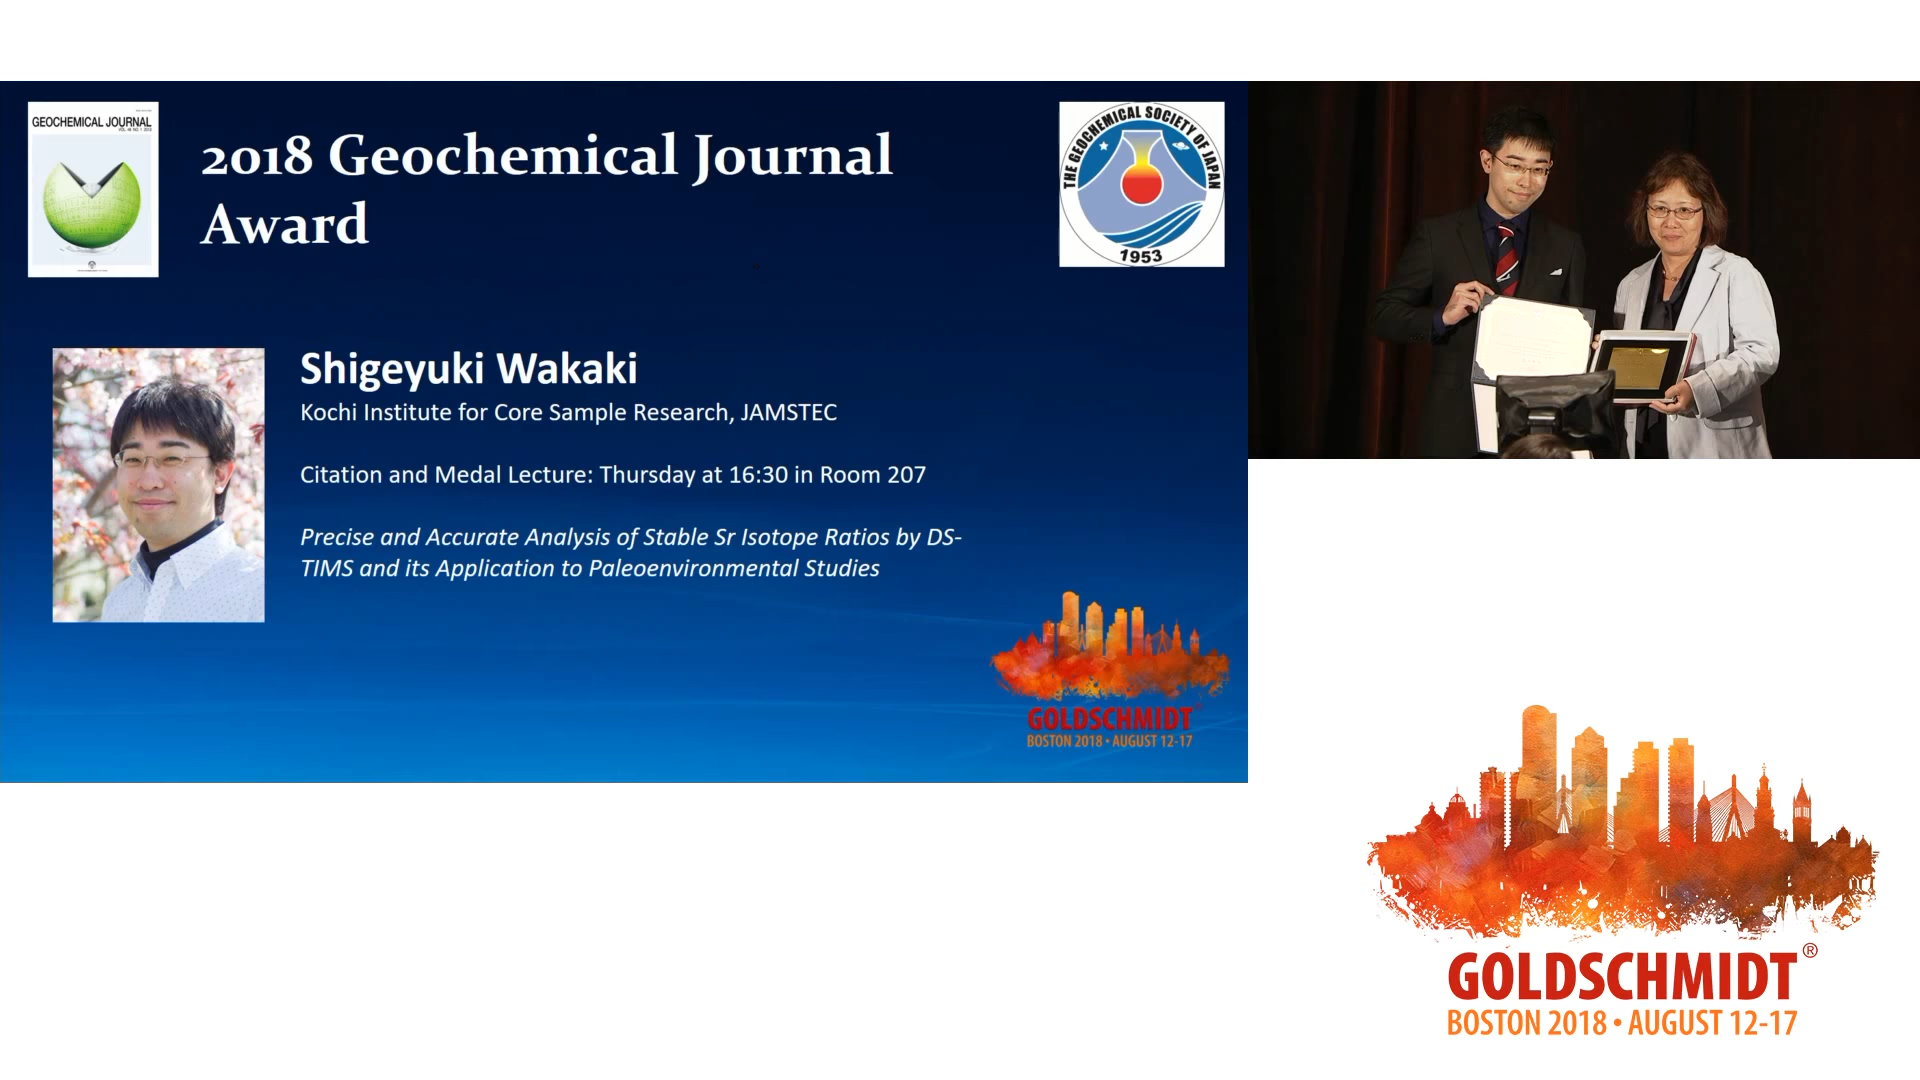 GEOCHEMICAL JOURNAL
2018 Geochemical Journal
Award
THE GEOCHEMICAL SOCIETY OF JAPAN
1953
Shigeyuki Wakaki
Kochi Institute for Core Sample Research, JAMSTEC
Citation and Medal Lecture: Thursday at 16:30 in Room 207
Precise and Accurate Analysis of Stable Sr Isotope Ratios by DS-
TIMS and its Application to Paleoenvironmental Studies
GOLDSCHMIDT
BOSTON 2018 • AUGUST 12-17
GOLDSCHMIDT®
BOSTON 2018 • AUGUST 12-17